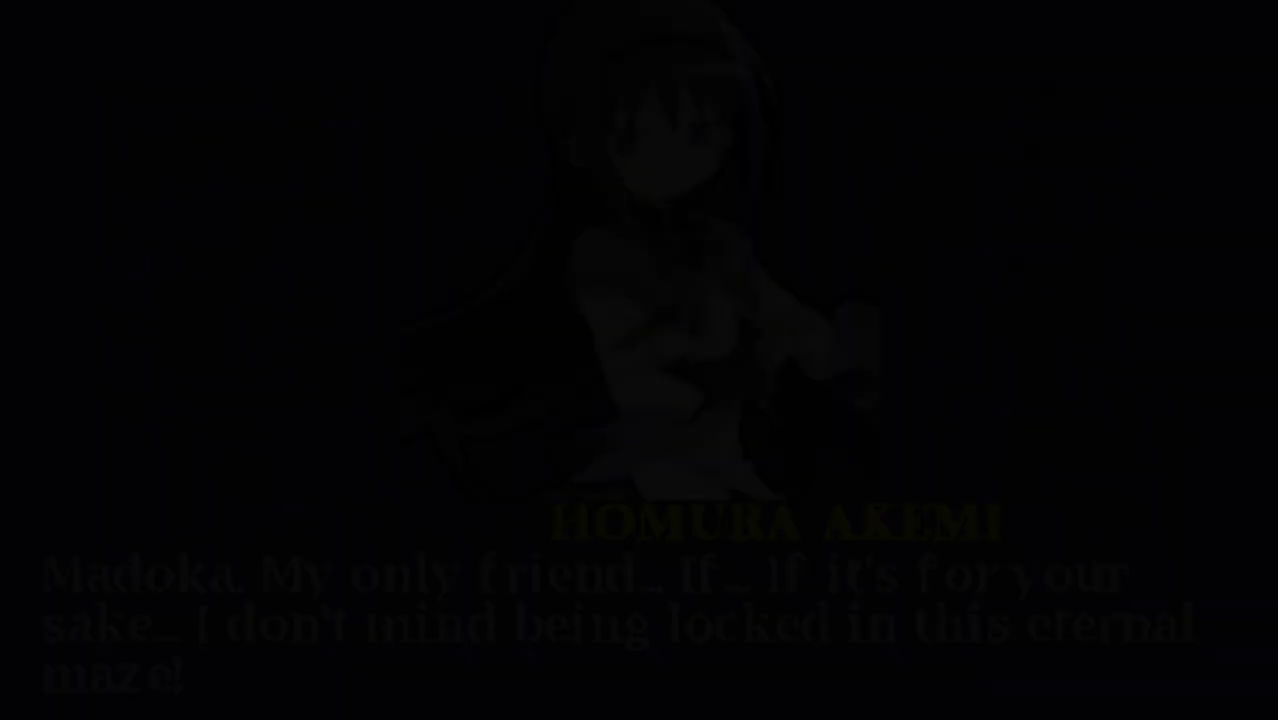 HOMURA AKEMI
Madoka. My only friend... If... If it's for your
sake... I don't mind being locked in this eternal
maze!